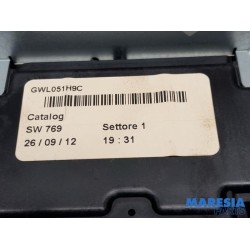 GWL051H9C
Catalog
SW 769 Settore 1
26 / 09 / 12 19 : 31
MARESIA